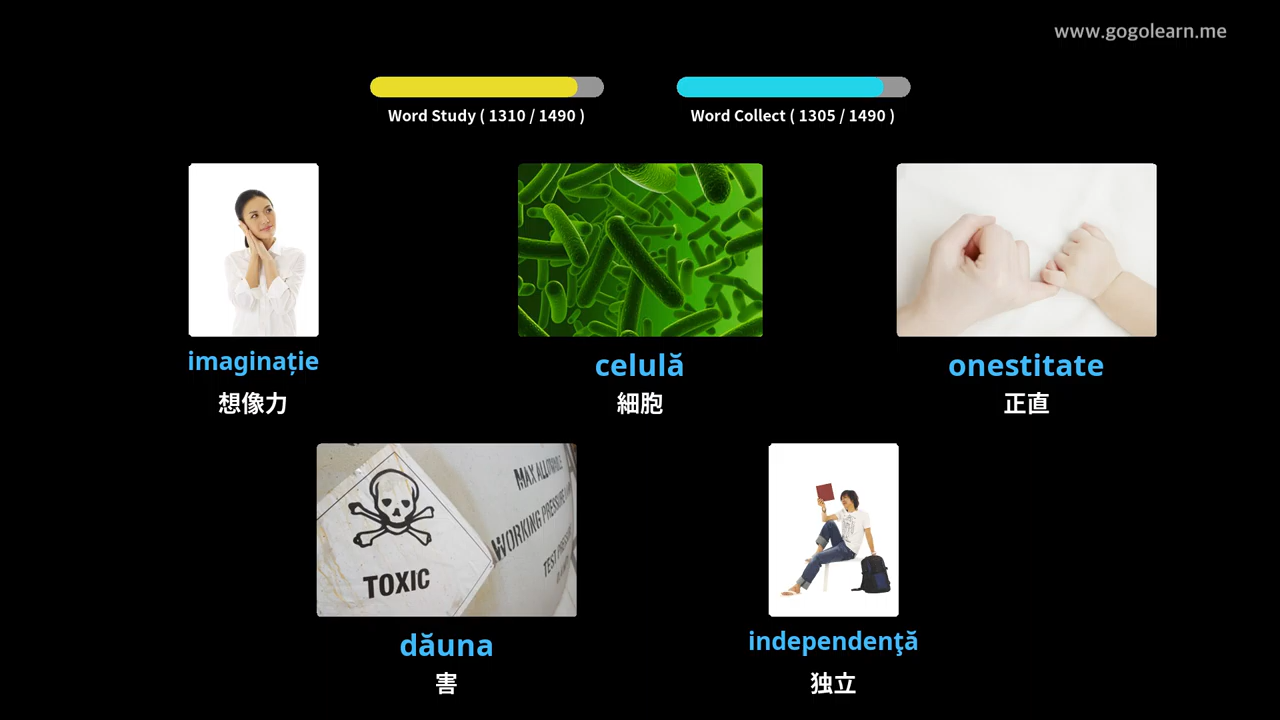 www.gogolearn.me
Word Study ( 1310 / 1490 )
Word Collect ( 1305 / 1490 )
imaginație
想像力
celulă
細胞
onestitate
正直
TOXIC
MAX ALLOWABLE
WORKING PRESSURE
TEST
dăuna
害
independenţă
独立